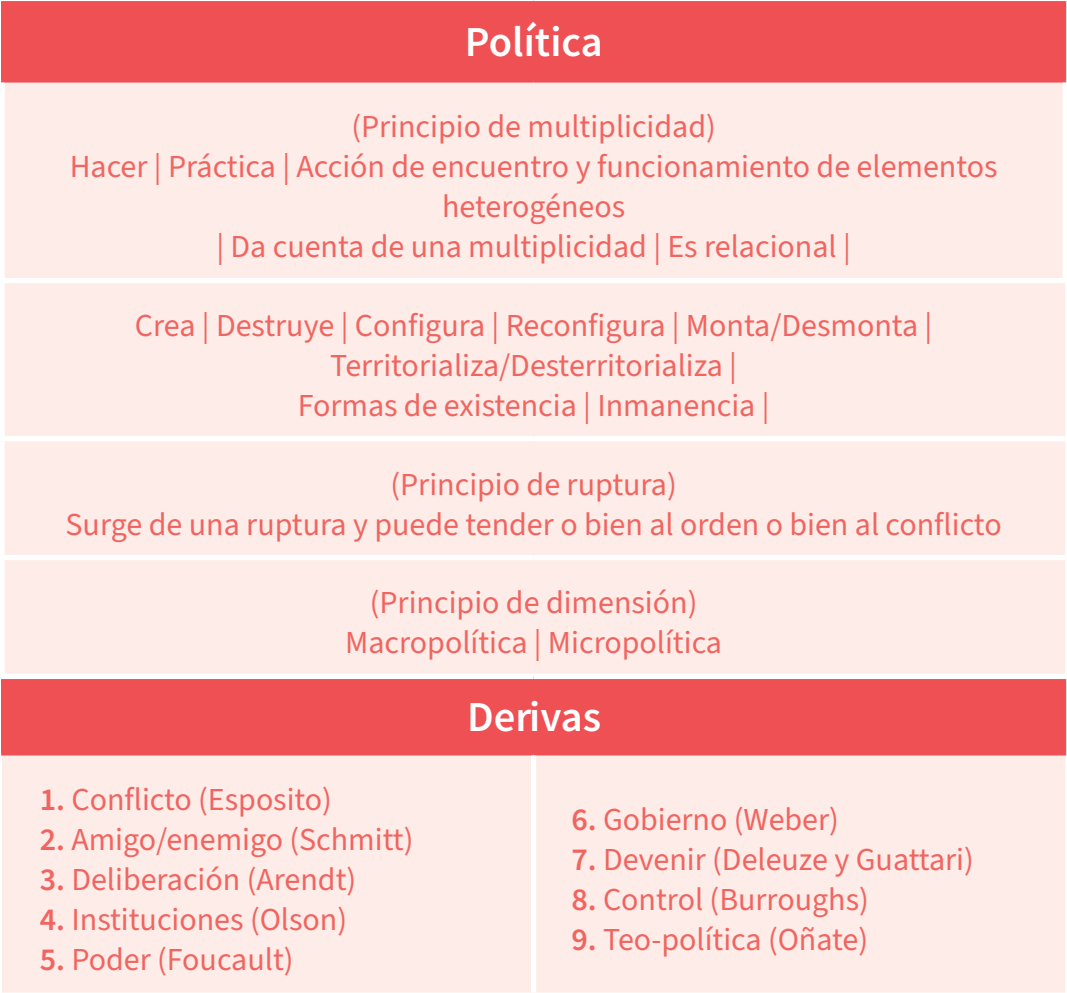 Política
(Principio de multiplicidad)
Hacer | Práctica | Acción de encuentro y funcionamiento de elementos
heterogéneos
| Da cuenta de una multiplicidad | Es relacional |
Crea | Destruye | Configura | Reconfigura | Monta/Desmonta |
Territorializa/Desterritorializa |
Formas de existencia | Inmanencia |
(Principio de ruptura)
Surge de una ruptura y puede tender o bien al orden o bien al conflicto
(Principio de dimensión)
Macropolítica | Micropolítica
Derivas
1. Conflicto (Esposito)
2. Amigo/enemigo (Schmitt)
3. Deliberación (Arendt)
4. Instituciones (Olson)
5. Poder (Foucault)
6. Gobierno (Weber)
7. Devenir (Deleuze y Guattari)
8. Control (Burroughs)
9. Teo-política (Oñate)